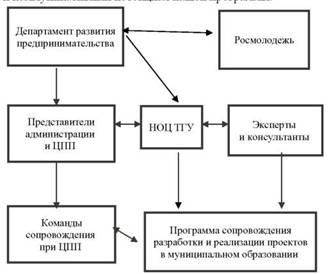 Департамент развития
предпринимательства
Росмолодежь
Представители
администрации
и ЦПП
НОЦ ТГУ
Эксперты
и консультанты
Команды
сопровождения
при ЦПП
Программа сопровождения
разработки и реализации проектов
в муниципальном образовании